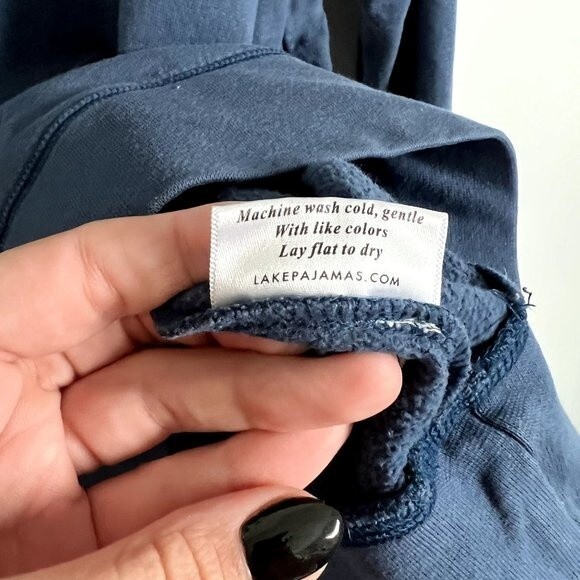 Machine wash cold, gentle
With like colors
Lay flat to dry
LAKEPAJAMAS.COM